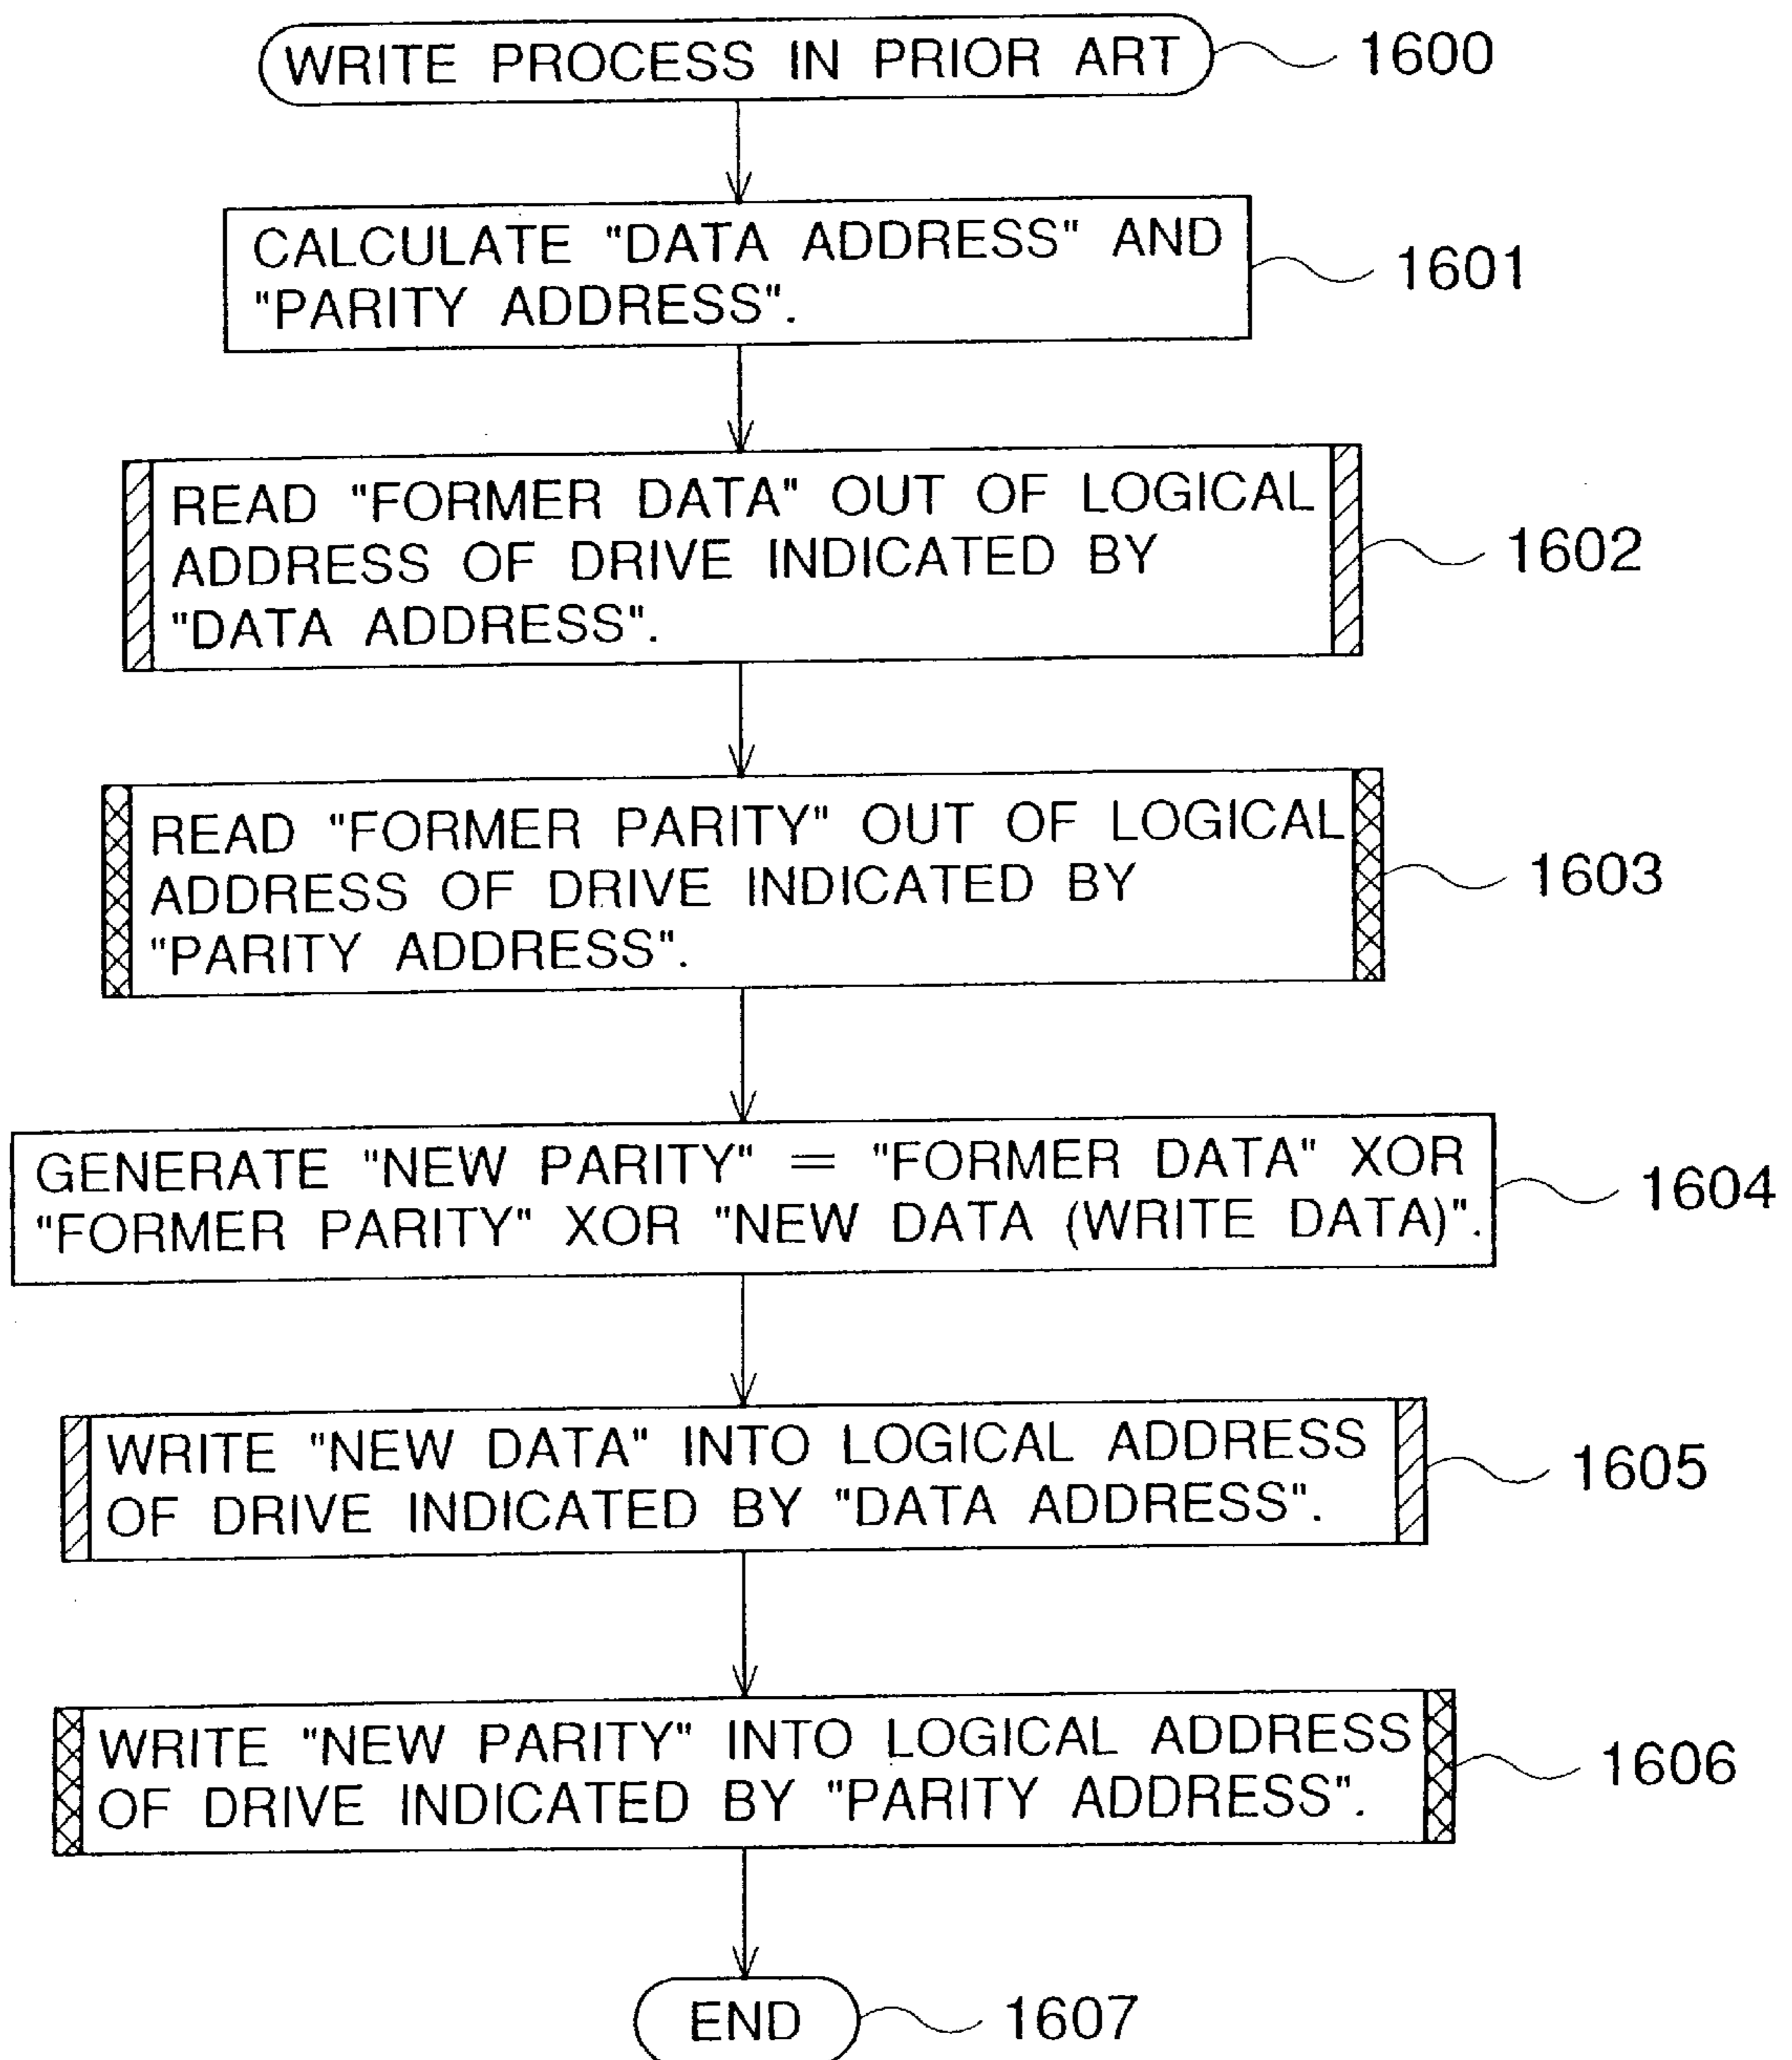 WRITE PROCESS IN PRIOR ART 1600
CALCULATE "DATA ADDRESS" AND
"PARITY ADDRESS".
1601
READ "FORMER DATA" OUT OF LOGICAL
ADDRESS OF DRIVE INDICATED BY
"DATA ADDRESS".
1602
READ "FORMER PARITY" OUT OF LOGICAL
ADDRESS OF DRIVE INDICATED BY
"PARITY ADDRESS".
1603
GENERATE "NEW PARITY" = "FORMER DATA" XOR
"FORMER PARITY" XOR "NEW DATA (WRITE DATA)".
1604
WRITE "NEW DATA" INTO LOGICAL ADDRESS
OF DRIVE INDICATED BY "DATA ADDRESS".
1605
WRITE "NEW PARITY" INTO LOGICAL ADDRESS
OF DRIVE INDICATED BY "PARITY ADDRESS".
1606
END 1607